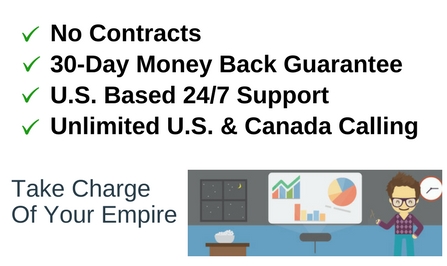 No Contracts
30-Day Money Back Guarantee
U.S. Based 24/7 Support
Unlimited U.S. & Canada Calling
Take Charge
Of Your Empire